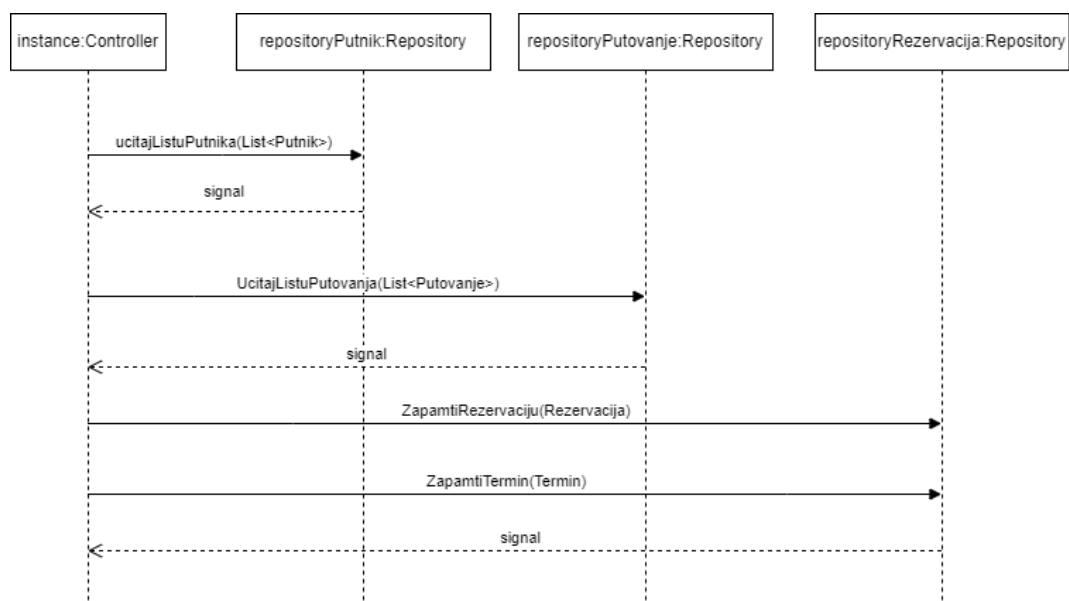 instance:Controller
repositoryPutnik:Repository
repositoryPutovanje:Repository
repositoryRezervacija:Repository
ucitajListuPutnika(List<Putnik>)
signal
UcitajListuPutovanja(List<Putovanje>)
signal
ZapamtiRezervaciju(Rezervacija)
ZapamtiTermin(Termin)
signal